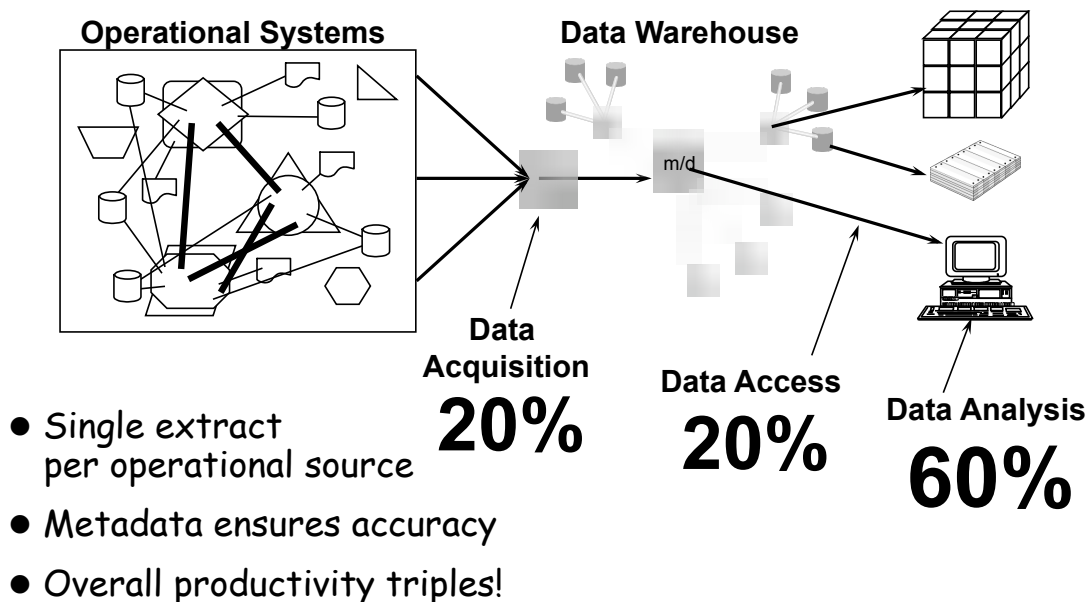 Operational Systems
Data Warehouse
m/d
Data
Acquisition
20%
Data Access
20%
Data Analysis
60%
● Single extract
per operational source
● Metadata ensures accuracy
● Overall productivity triples!